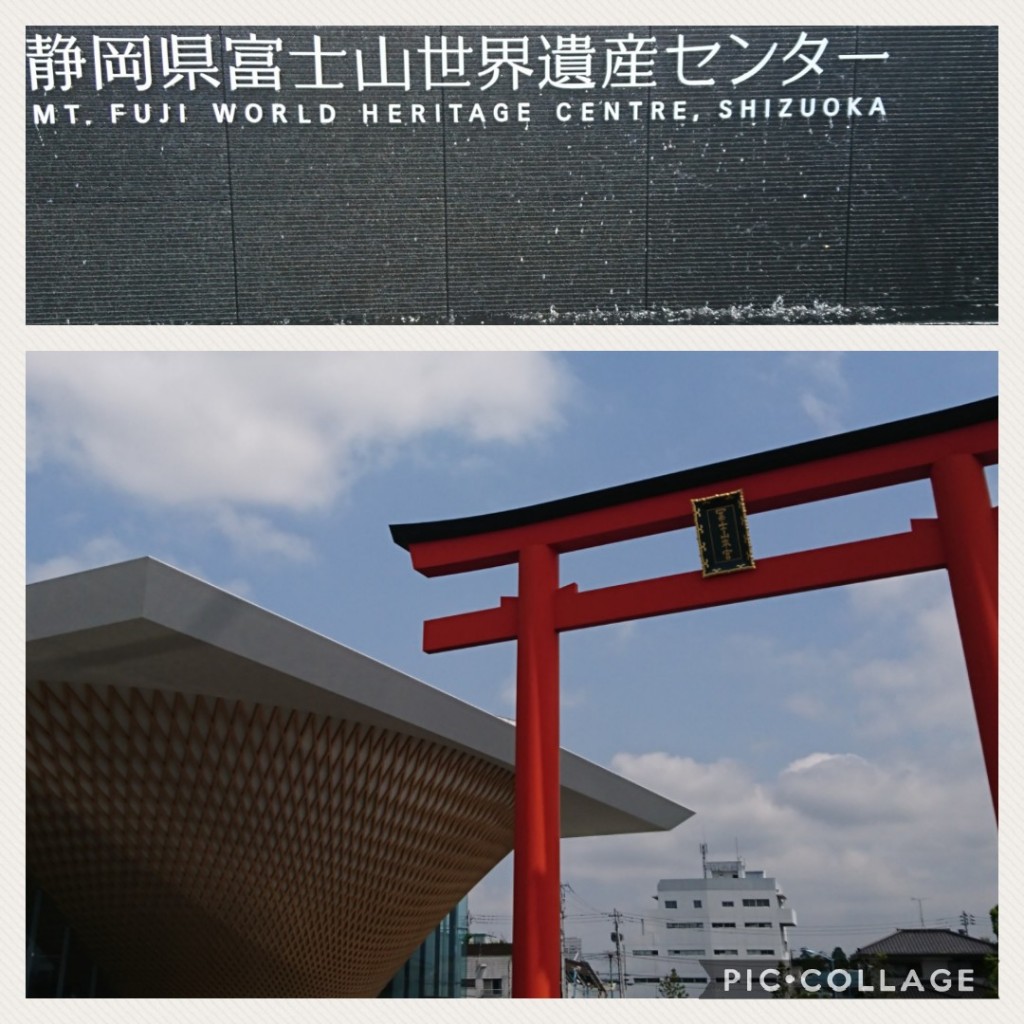 静岡県富士山世界遺産センター
MT. FUJI WORLD HERITAGE CENTRE, SHIZUOKA
PIC•COLLAGE